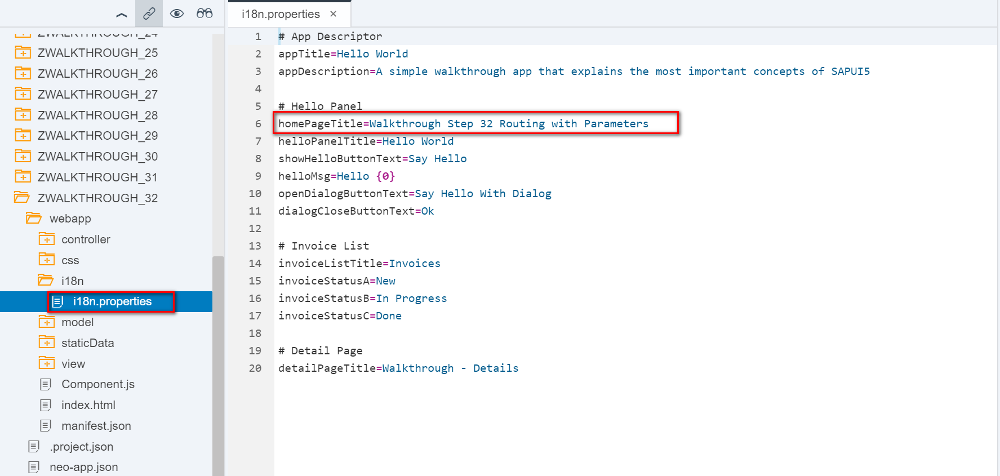 ZWALKTHROUGH_24
ZWALKTHROUGH_25
ZWALKTHROUGH_26
ZWALKTHROUGH_27
ZWALKTHROUGH_28
ZWALKTHROUGH_29
ZWALKTHROUGH_30
ZWALKTHROUGH_31
ZWALKTHROUGH_32
webapp
controller
css
i18n
i18n.properties
model
staticData
view
Component.js
index.html
manifest.json
.project.json
neo-app.json
i18n.properties ×
1 # App Descriptor
2 appTitle=Hello World
3 appDescription=A simple walkthrough app that explains the most important concepts of SAPUI5
4
5 # Hello Panel
6 homePageTitle=Walkthrough Step 32 Routing with Parameters
7 helloPanelTitle=Hello World
8 showHelloButtonText=Say Hello
9 helloMsg=Hello {0}
10 openDialogButtonText=Say Hello With Dialog
11 dialogCloseButtonText=Ok
12
13 # Invoice List
14 invoiceListTitle=Invoices
15 invoiceStatusA=New
16 invoiceStatusB=In Progress
17 invoiceStatusC=Done
18
19 # Detail Page
20 detailPageTitle=Walkthrough - Details